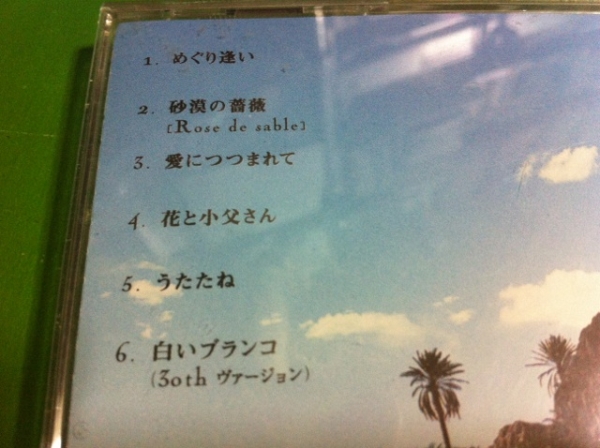 1. めぐり逢い
2. 砂漠の薔薇
[Rose de sable]
3. 愛につつまれて
4. 花と小父さん
5. うたたね
6. 白いブランコ
(30th ヴァージョン)